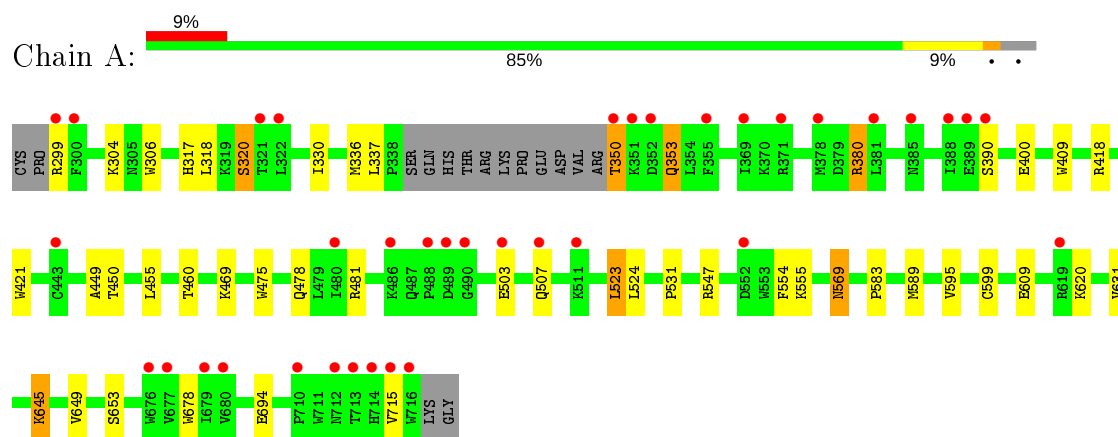 9%
Chain A:
85% 9% • •
CYS PRO R299 F300 K304 N305 W306 H317 L318 K319 S320 T321 L322 I330 M336 L337 P338 SER GLN HIS THR ARG LYS PRO GLU ASP VAL ARG T350 K351 D352 Q353 L354 F355 I369 K370 R371 M378 D379 R380 L381 N385 I388 E389 S390 E400 W409 R418
W421 C443 A449 T450 L455 T460 K469 W475 Q478 L479 I480 R481 K486 Q487 P488 D489 G490 E503 Q507 K511 L523 L524 P531 R547 D552 W553 F554 K555 N569 P583 M589 V595 C599 E609 R619 K620 V631
K645 V649 S653 W676 V677 W678 I679 V680 E694 P710 W711 N712 T713 H714 V715 W716 LYS GLY